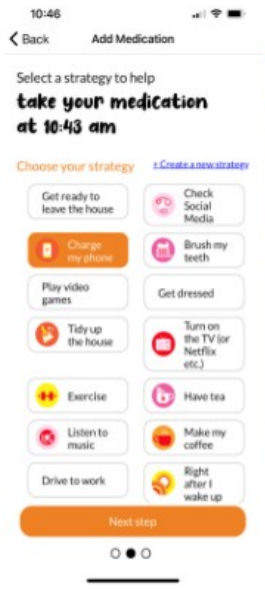 10:46
Back Add Medication
Select a strategy to help
take your medication
at 10:43 am
Choose your strategy + Create a new strategy
Get ready to
leave the house
Check
Social
Media
Charge
my phone
Brush my
teeth
Play video
games
Get dressed
Tidy up
the house
Turn on
the TV (or
Netflix
etc.)
Exercise
Have tea
Listen to
music
Make my
coffee
Drive to work
Right
after I
wake up
Next step